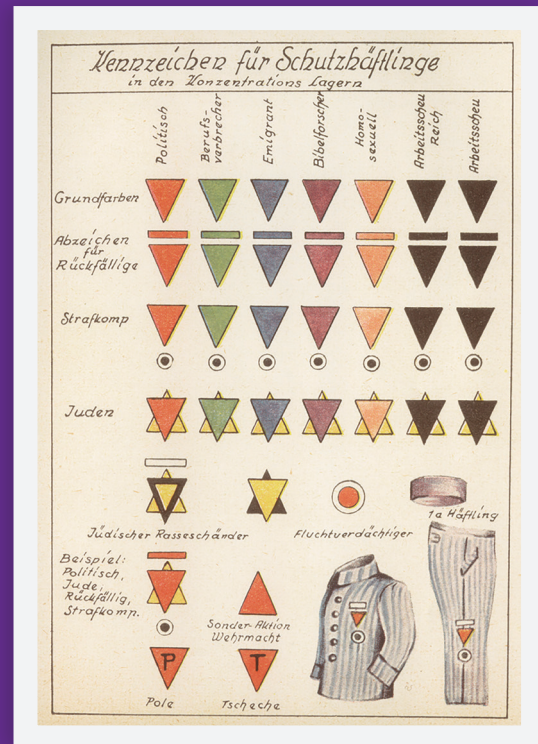 Kennzeichen für Schutzhäftlinge
in den Konzentrations Lagern
Politisch
Berufs-
verbrecher
Emigrant
Bibelforscher
Homo-
sexuell
Arbeitsscheu
Reich
Arbeitsscheu
Grundfarben
Abzeichen
für
Rückfällige
Strafkomp
Juden
Jüdischer Rasseschänder
Fluchtverdächtiger
1a Häftling
Beispiel:
Politisch,
Jude,
Rückfällig,
Strafkomp.
Sonder Aktion
Wehrmacht
P
T
Pole
Tscheche